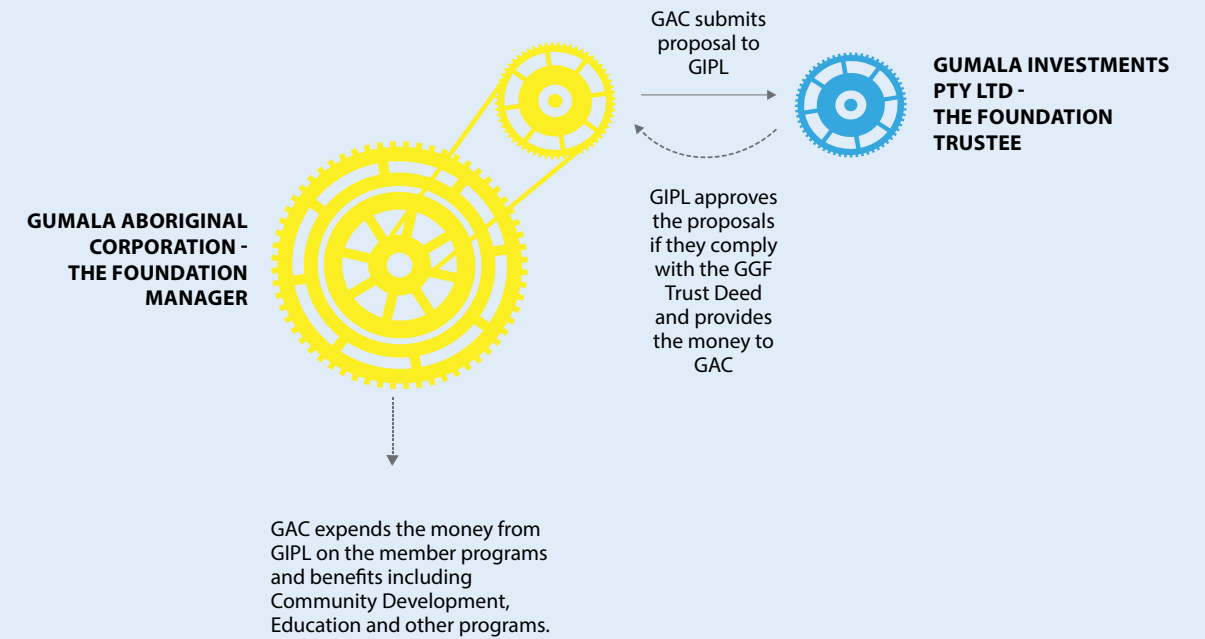 GAC submits
proposal to
GIPL
GUMALA INVESTMENTS
PTY LTD -
THE FOUNDATION
TRUSTEE
GIPL approves
the proposals
if they comply
with the GGF
Trust Deed
and provides
the money to
GAC
GUMALA ABORIGINAL
CORPORATION -
THE FOUNDATION
MANAGER
GAC expends the money from
GIPL on the member programs
and benefits including
Community Development,
Education and other programs.